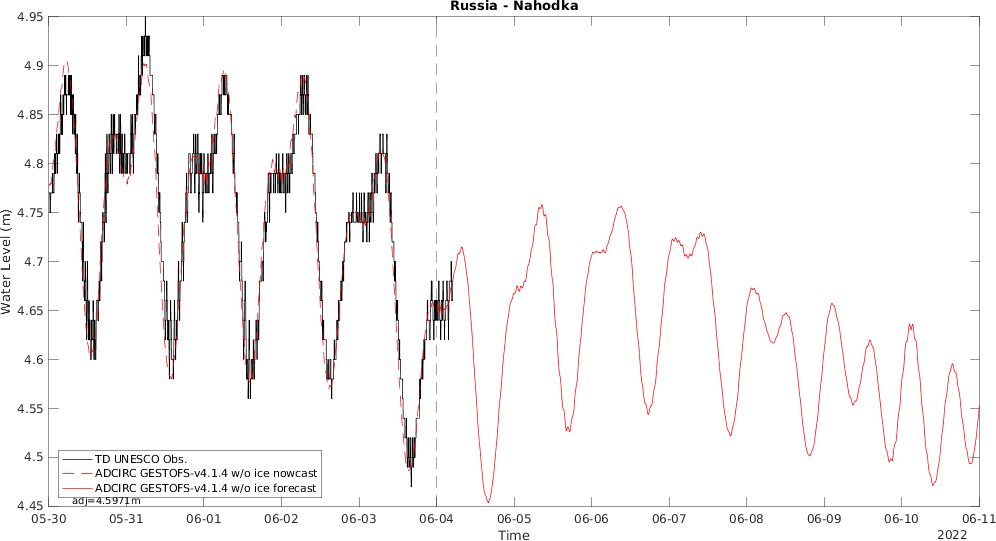 Russia - Nahodka
4.95
4.9
4.85
4.8
4.75
4.7
4.65
4.6
4.55
4.5
4.45
Water Level (m)
TD UNESCO Obs.
ADCIRC GESTOFS-v4.1.4 w/o ice nowcast
ADCIRC GESTOFS-v4.1.4 w/o ice forecast
adj=4.5971m
05-30 05-31 06-01 06-02 06-03 06-04 06-05 06-06 06-07 06-08 06-09 06-10 06-11
Time
2022